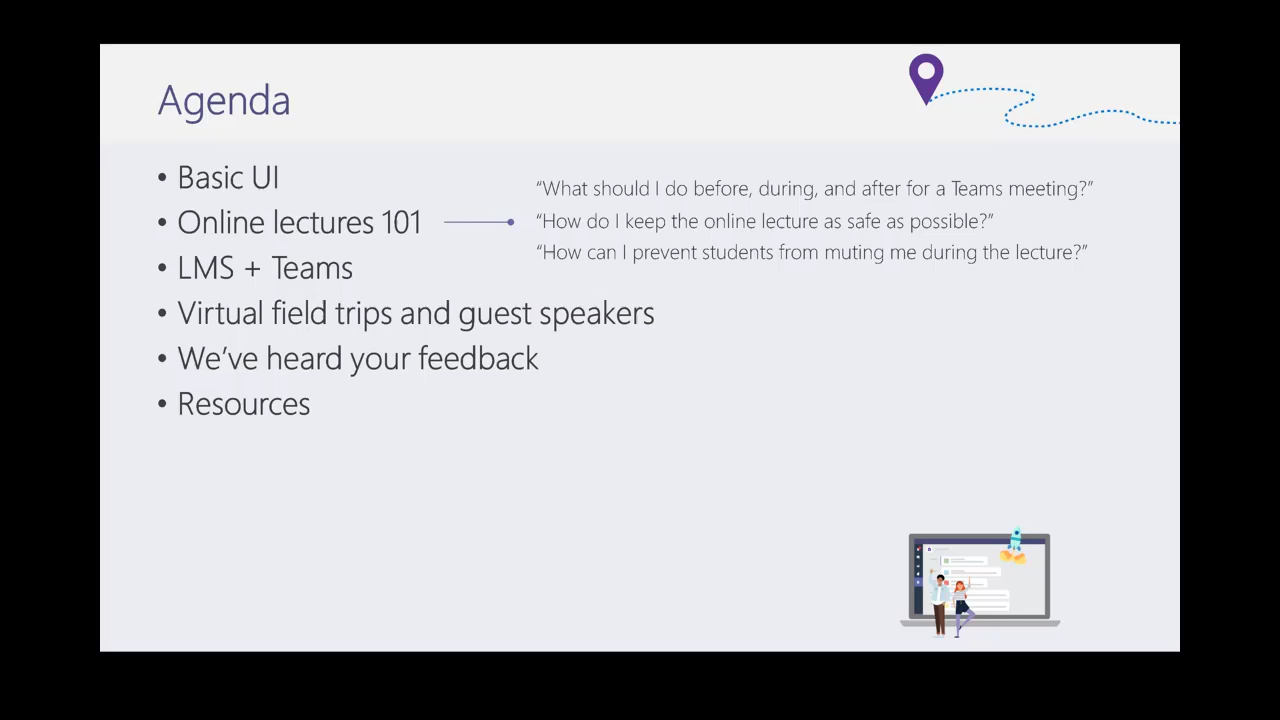 Agenda
• Basic UI
• Online lectures 101
“What should I do before, during, and after for a Teams meeting?”
“How do I keep the online lecture as safe as possible?”
“How can I prevent students from muting me during the lecture?”
• LMS + Teams
• Virtual field trips and guest speakers
• We’ve heard your feedback
• Resources